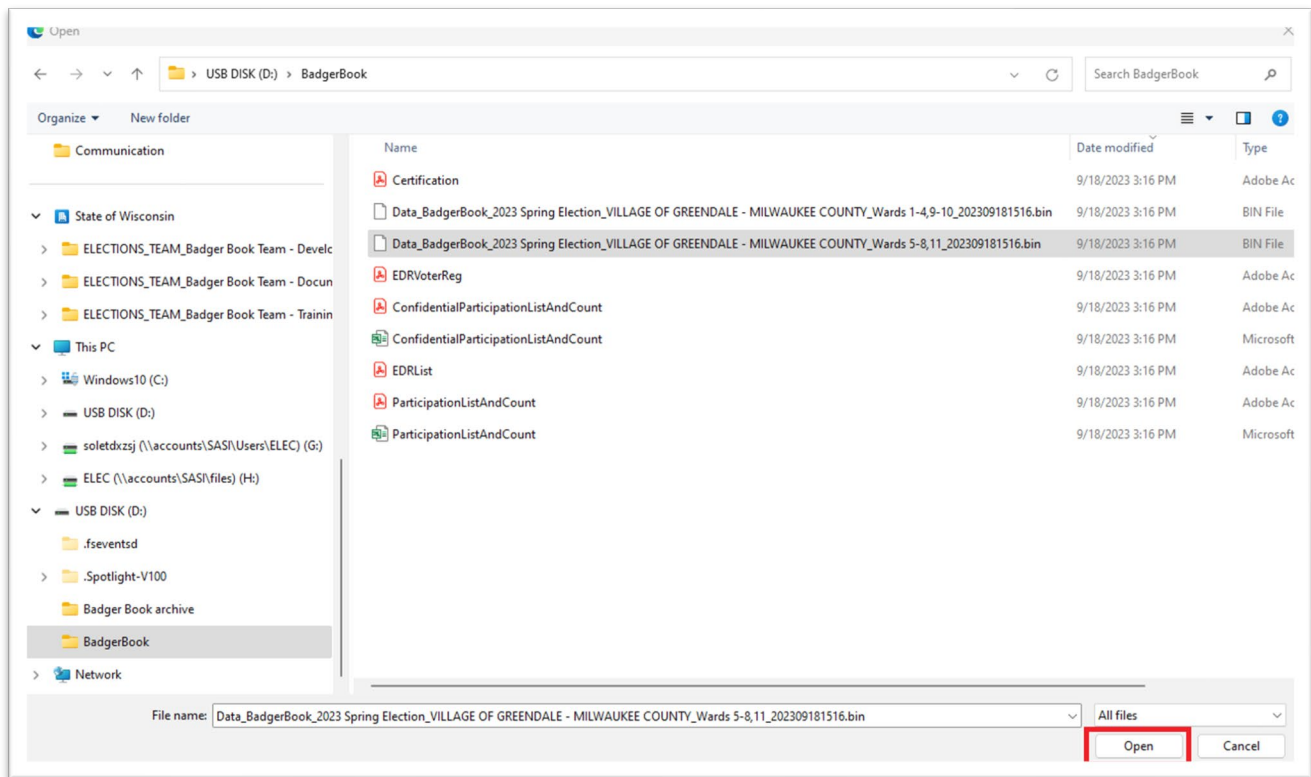 Open
USB DISK (D:) > BadgerBook
Search BadgerBook
Organize
New folder
Communication
State of Wisconsin
ELECTIONS_TEAM_Badger Book Team - Develc
ELECTIONS_TEAM_Badger Book Team - Docun
ELECTIONS_TEAM_Badger Book Team - Trainin
This PC
Windows10 (C:)
USB DISK (D:)
soletdxzsj (\\accounts\SASI\Users\ELEC) (G:)
ELEC (\\accounts\SASI\files) (H:)
USB DISK (D:)
.fseventsd
.Spotlight-V100
Badger Book archive
BadgerBook
Network
Name Date modified Type
Certification 9/18/2023 3:16 PM Adobe Ac
Data_BadgerBook_2023 Spring Election_VILLAGE OF GREENDALE - MILWAUKEE COUNTY_Wards 1-4,9-10_202309181516.bin 9/18/2023 3:16 PM BIN File
Data_BadgerBook_2023 Spring Election_VILLAGE OF GREENDALE - MILWAUKEE COUNTY_Wards 5-8,11_202309181516.bin 9/18/2023 3:16 PM BIN File
EDRVoterReg 9/18/2023 3:16 PM Adobe Ac
ConfidentialParticipationListAndCount 9/18/2023 3:16 PM Adobe Ac
ConfidentialParticipationListAndCount 9/18/2023 3:16 PM Microsoft
EDRList 9/18/2023 3:16 PM Adobe Ac
ParticipationListAndCount 9/18/2023 3:16 PM Adobe Ac
ParticipationListAndCount 9/18/2023 3:16 PM Microsoft
File name: Data_BadgerBook_2023 Spring Election_VILLAGE OF GREENDALE - MILWAUKEE COUNTY_Wards 5-8,11_202309181516.bin All files
Open Cancel